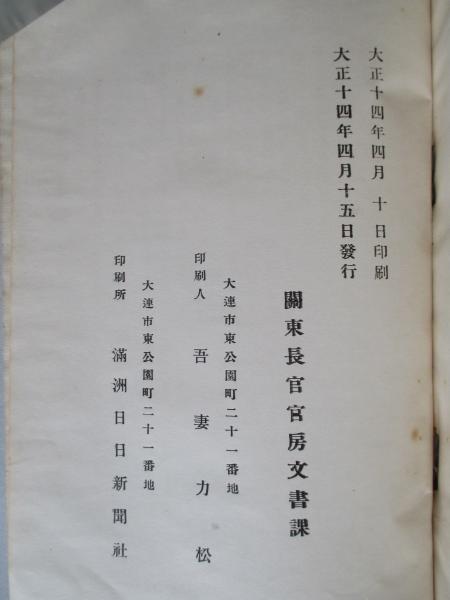 大正十四年四月十日印刷
大正十四年四月十五日發行
關東長官官房文書課
大連市東公園町二十一番地
印刷人 吾妻力松
大連市東公園町二十一番地
印刷所 滿洲日日新聞社